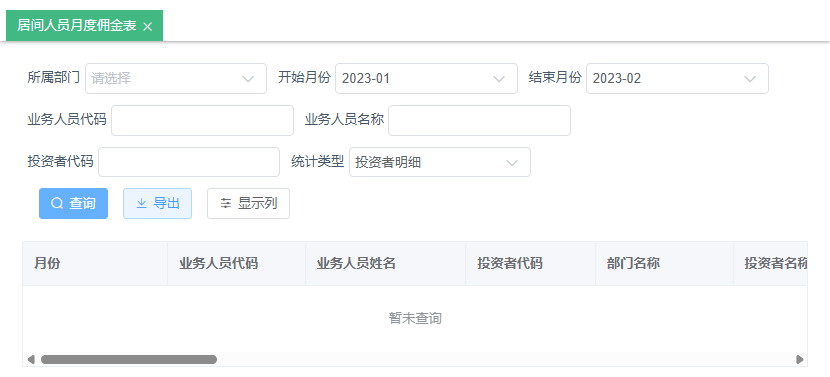 居间人员月度佣金表
所属部门 请选择 开始月份 2023-01 结束月份 2023-02
业务人员代码 业务人员名称
投资者代码 统计类型 投资者明细
查询 导出 显示列
月份 业务人员代码 业务人员姓名 投资者代码 部门名称 投资者名称
暂未查询